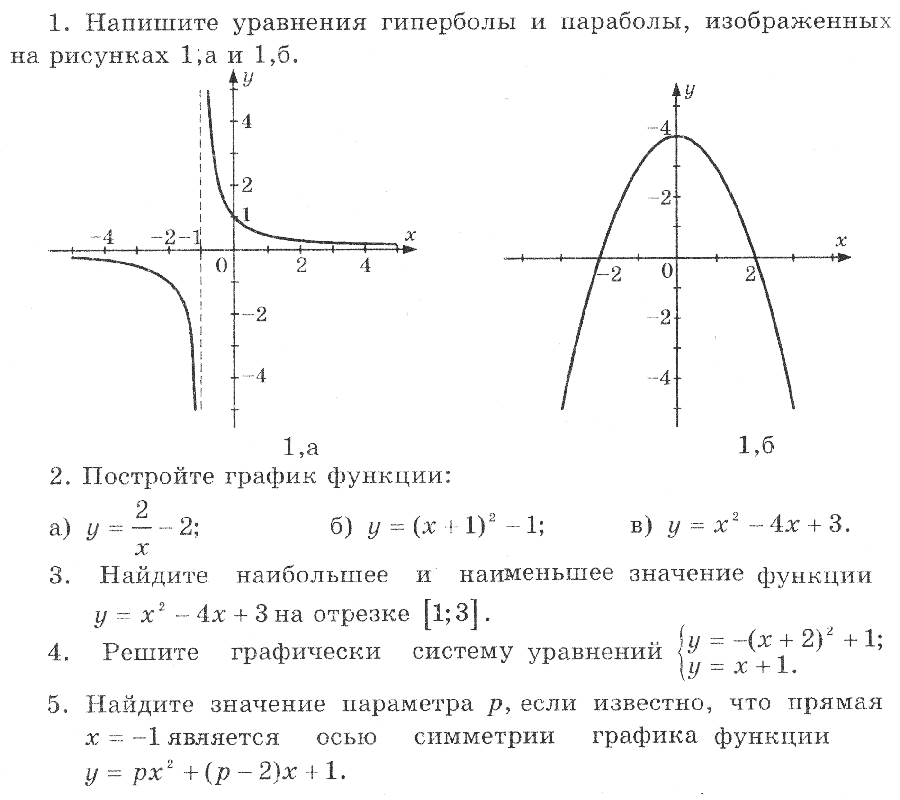 1. Напишите уравнения гиперболы и параболы, изображенных
на рисунках 1,а и 1,б.
y
4
2
1
-4 -2 -1 0 2 4 x
-2
-4
1,а
y
-4
-2
-2 0 2 x
-2
-4
1,б
2. Постройте график функции:
а) y = 2/x - 2; б) y = (x + 1)² - 1; в) y = x² - 4x + 3.
3. Найдите наибольшее и наименьшее значение функции
y = x² - 4x + 3 на отрезке [1;3].
4. Решите графически систему уравнений {y = -(x + 2)² + 1;
y = x + 1.
5. Найдите значение параметра p, если известно, что прямая
x = -1 является осью симметрии графика функции
y = px² + (p - 2)x + 1.